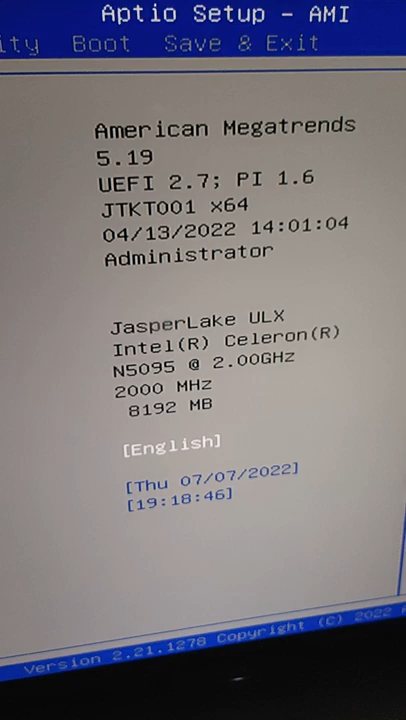 Aptio Setup – AMI
ity Boot Save & Exit
American Megatrends
5.19
UEFI 2.7; PI 1.6
JTKT001 x64
04/13/2022 14:01:04
Administrator
JasperLake ULX
Intel(R) Celeron(R)
N5095 @ 2.00GHz
2000 MHz
8192 MB
[English]
[Thu 07/07/2022]
[19:18:46]
Version 2.21.1278 Copyright (C) 2022 A